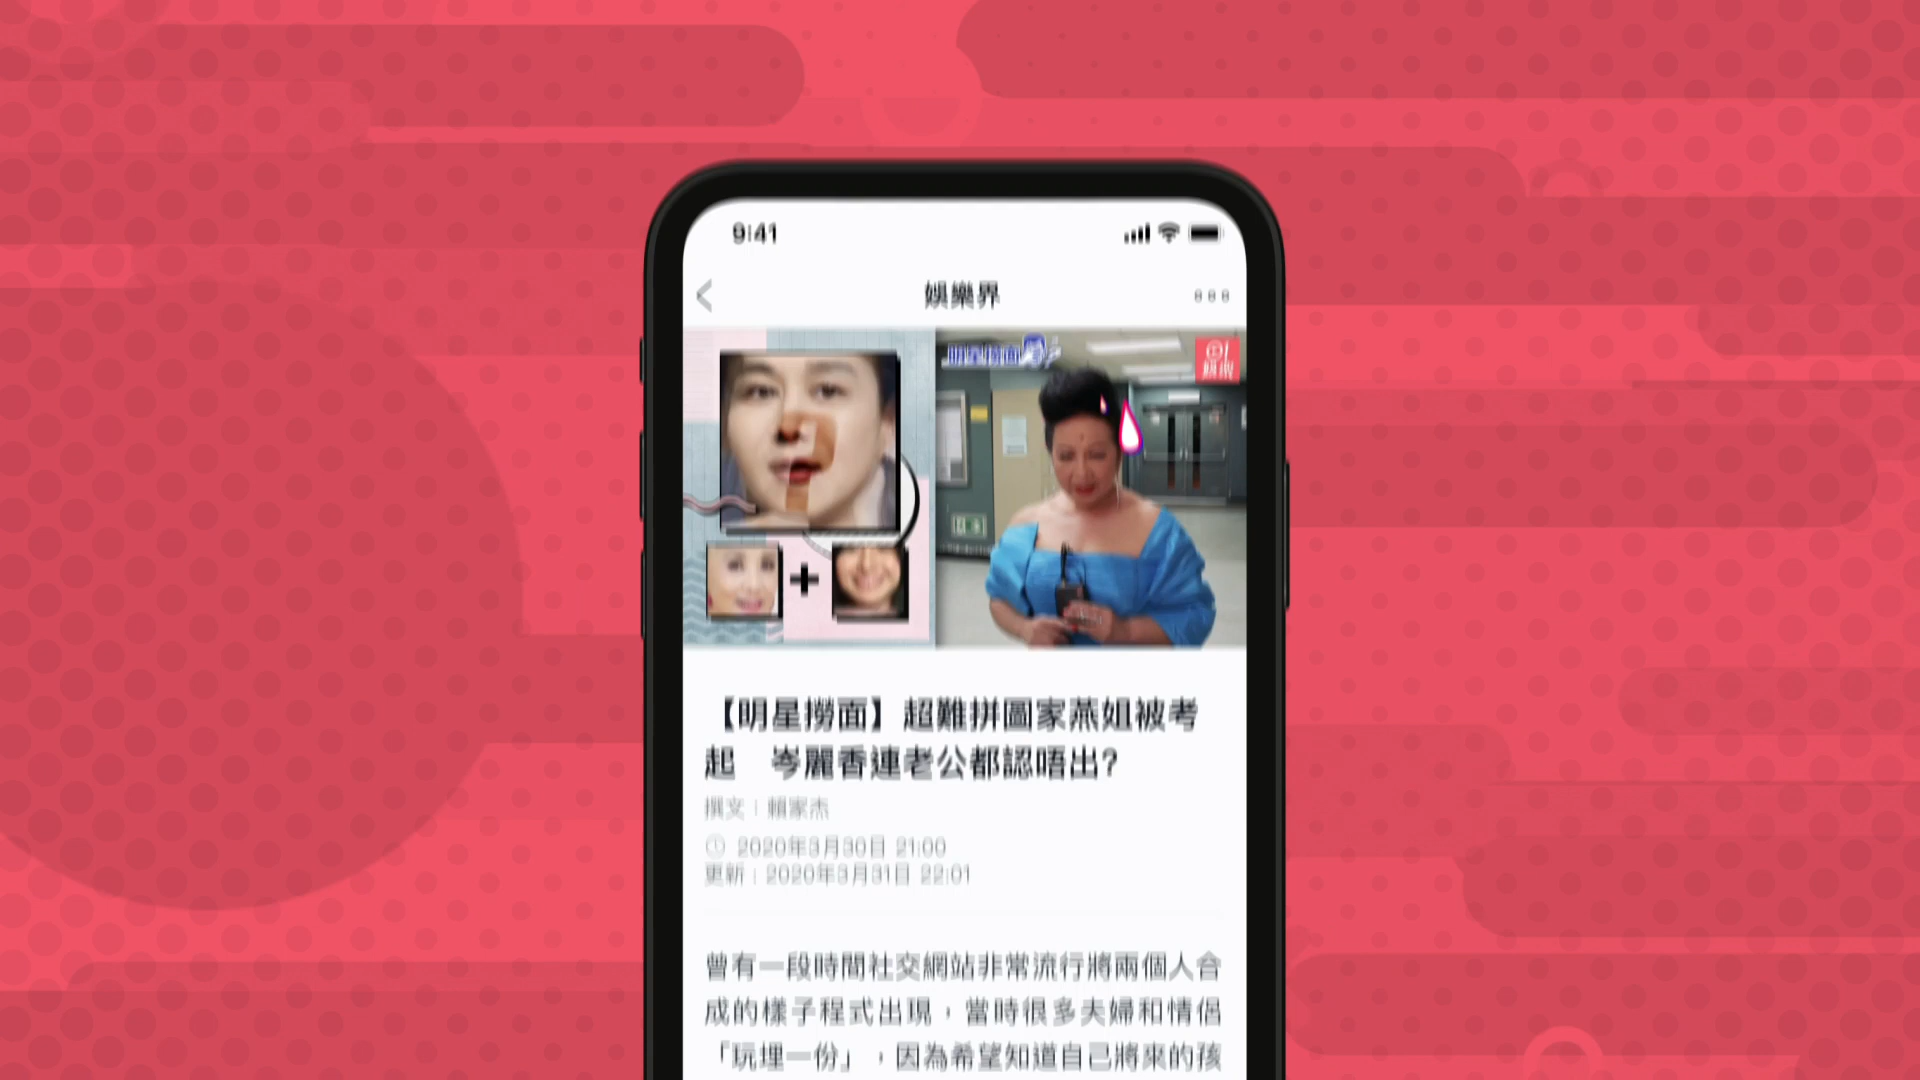 9:41
娛樂界
【明星撈面】超難拼圖家燕姐被考
起　岑麗香連老公都認唔出?
撰文：賴家杰
2020年3月30日 21:00
更新：2020年3月31日 22:01
曾有一段時間社交網站非常流行將兩個人合
成的樣子程式出現，當時很多夫婦和情侶
「玩埋一份」，因為希望知道自己將來的孩